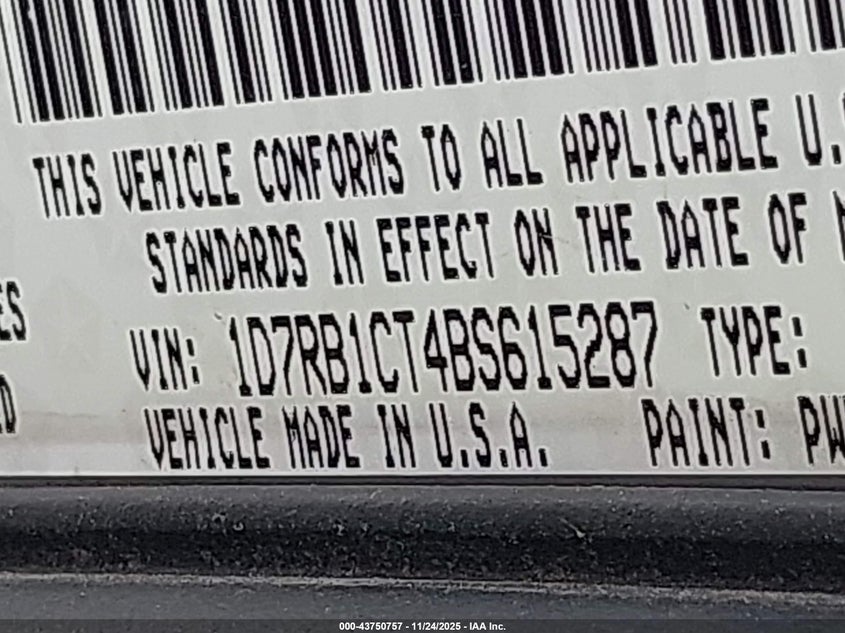 THIS VEHICLE CONFORMS TO ALL APPLICABLE U.
STANDARDS IN EFFECT ON THE DATE OF
VIN: 1D7RB1CT4BS615287 TYPE:
VEHICLE MADE IN U.S.A. PAINT: PW
000-43750757 - 11/24/2025 - IAA Inc.